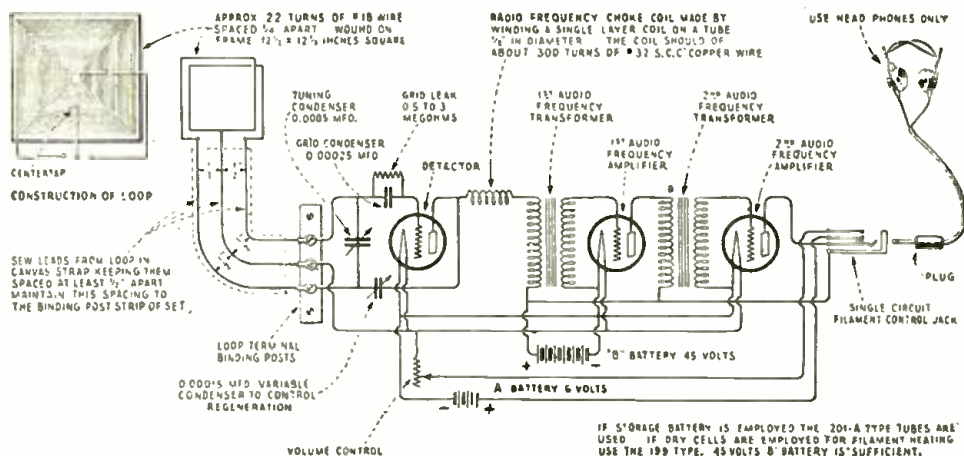 APPROX 22 TURNS OF #18 WIRE
SPACED ¼" APART WOUND ON
FRAME 12½ X 12½ INCHES SQUARE
CENTERTAP
CONSTRUCTION OF LOOP
RADIO FREQUENCY CHOKE COIL MADE BY
WINDING A SINGLE LAYER COIL ON A TUBE
IN DIAMETER THE COIL SHOULD OF
ABOUT 300 TURNS OF #32 S.C.C COPPER WIRE
USE HEAD PHONES ONLY
TUNING
CONDENSER
0.0005 MFD.
GRID LEAK
0.5 TO 3
MEGOHMS
GRID CONDENSER
0.00025 MFD
DETECTOR
1ST AUDIO
FREQUENCY
TRANSFORMER
1ST AUDIO
FREQUENCY
AMPLIFIER
2ND AUDIO
FREQUENCY
TRANSFORMER
2ND AUDIO
FREQUENCY
AMPLIFIER
1
2
SEW LEADS FROM LOOP IN
CANVAS STRAP KEEPING THEM
SPACED AT LEAST ½" APART
MAINTAIN THIS SPACING TO
THE BINDING POST STRIP OF SET.
LOOP TERMINAL
BINDING POSTS
VARIABLE
CONDENSER TO CONTROL
REGENERATION
VOLUME CONTROL
+ -
"B" BATTERY 45 VOLTS
A BATTERY 6 VOLTS
- +
PLUG
SINGLE CIRCUIT
FILAMENT CONTROL JACK
IF STORAGE BATTERY IS EMPLOYED THE 201-A TYPE TUBES ARE
USED IF DRY CELLS ARE EMPLOYED FOR FILAMENT HEATING
USE THE 199 TYPE, 45 VOLTS B BATTERY IS SUFFICIENT.